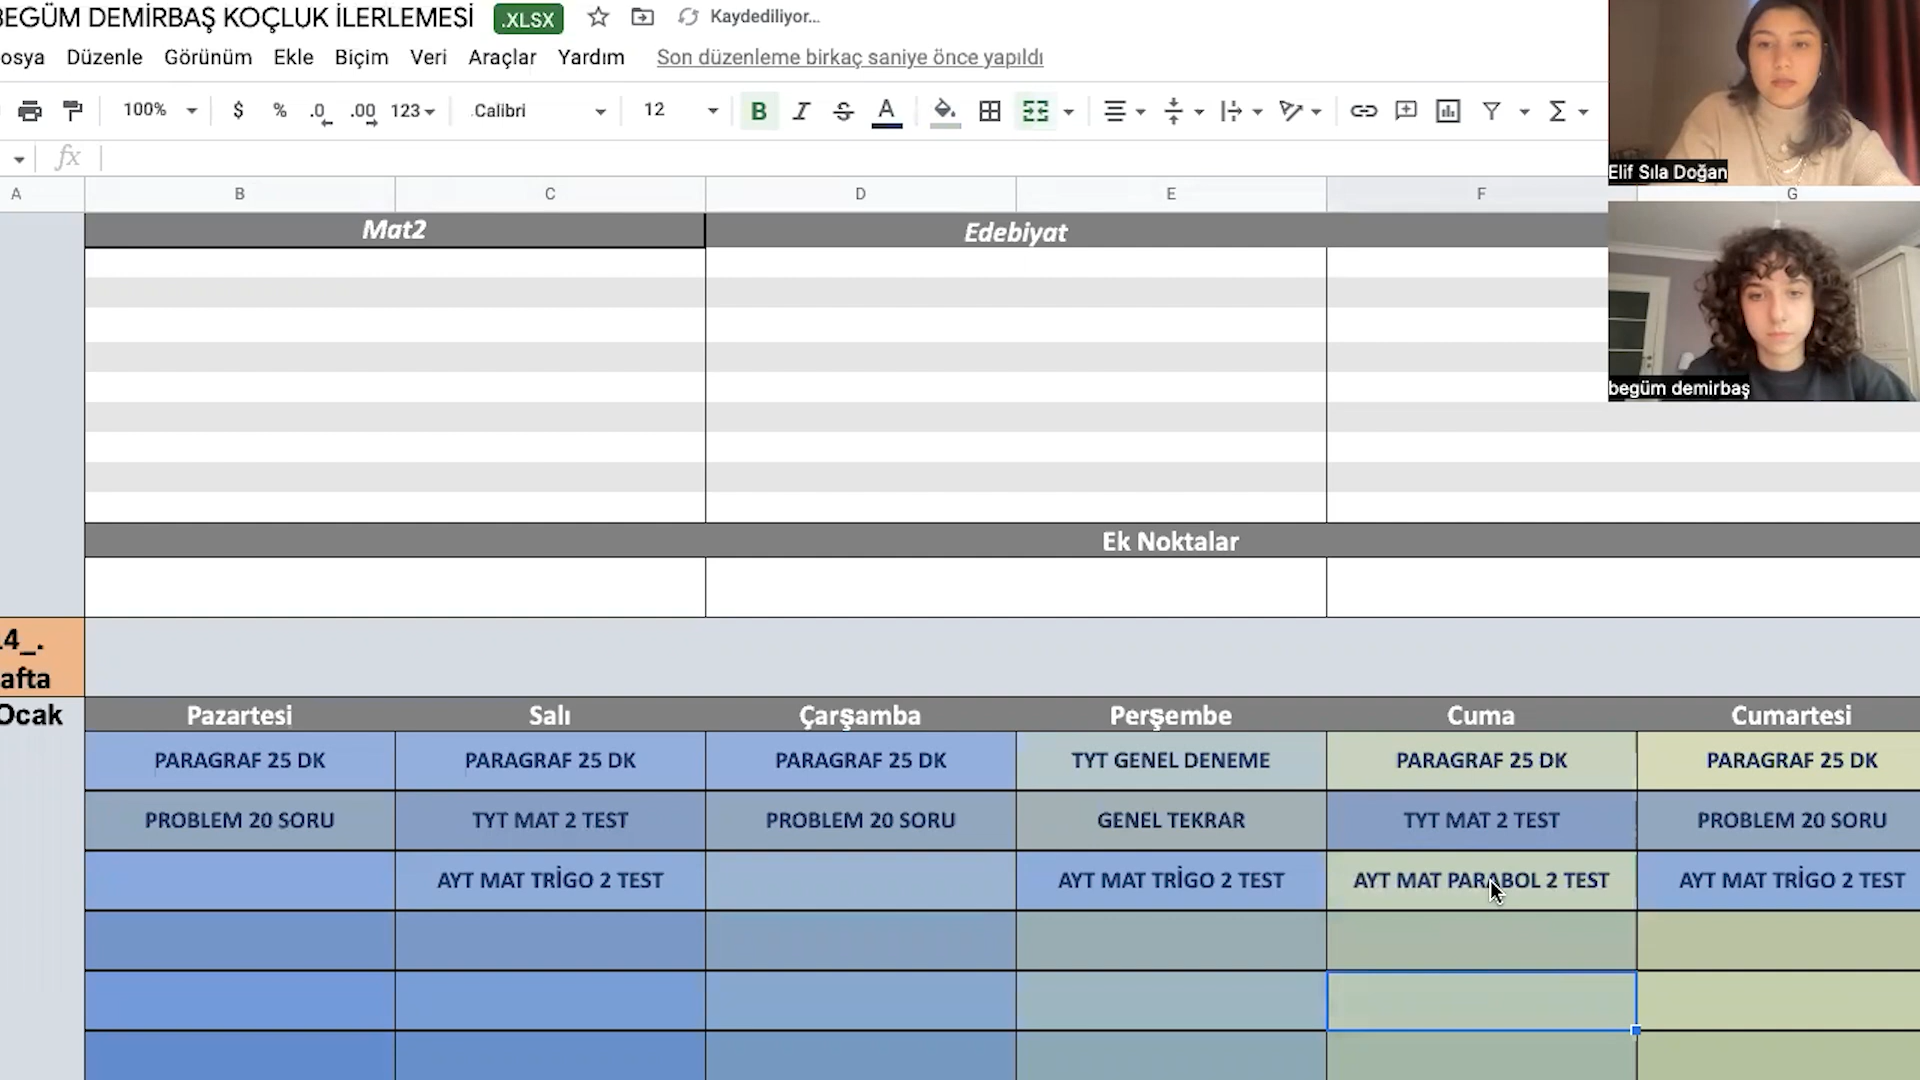 BEGÜM DEMİRBAŞ KOÇLUK İLERLEMESİ .XLSX Kaydediliyor...
osya Düzenle Görünüm Ekle Biçim Veri Araçlar Yardım Son düzenleme birkaç saniye önce yapıldı
100% $ % .0 .00 123 Calibri 12 B I S A
fx
A B C D E F G
Elif Sıla Doğan
Mat2 Edebiyat
begüm demirbaş
Ek Noktalar
14_.
afta
Ocak Pazartesi Salı Çarşamba Perşembe Cuma Cumartesi
PARAGRAF 25 DK PARAGRAF 25 DK PARAGRAF 25 DK TYT GENEL DENEME PARAGRAF 25 DK PARAGRAF 25 DK
PROBLEM 20 SORU TYT MAT 2 TEST PROBLEM 20 SORU GENEL TEKRAR TYT MAT 2 TEST PROBLEM 20 SORU
AYT MAT TRİGO 2 TEST AYT MAT TRİGO 2 TEST AYT MAT PARABOL 2 TEST AYT MAT TRİGO 2 TEST